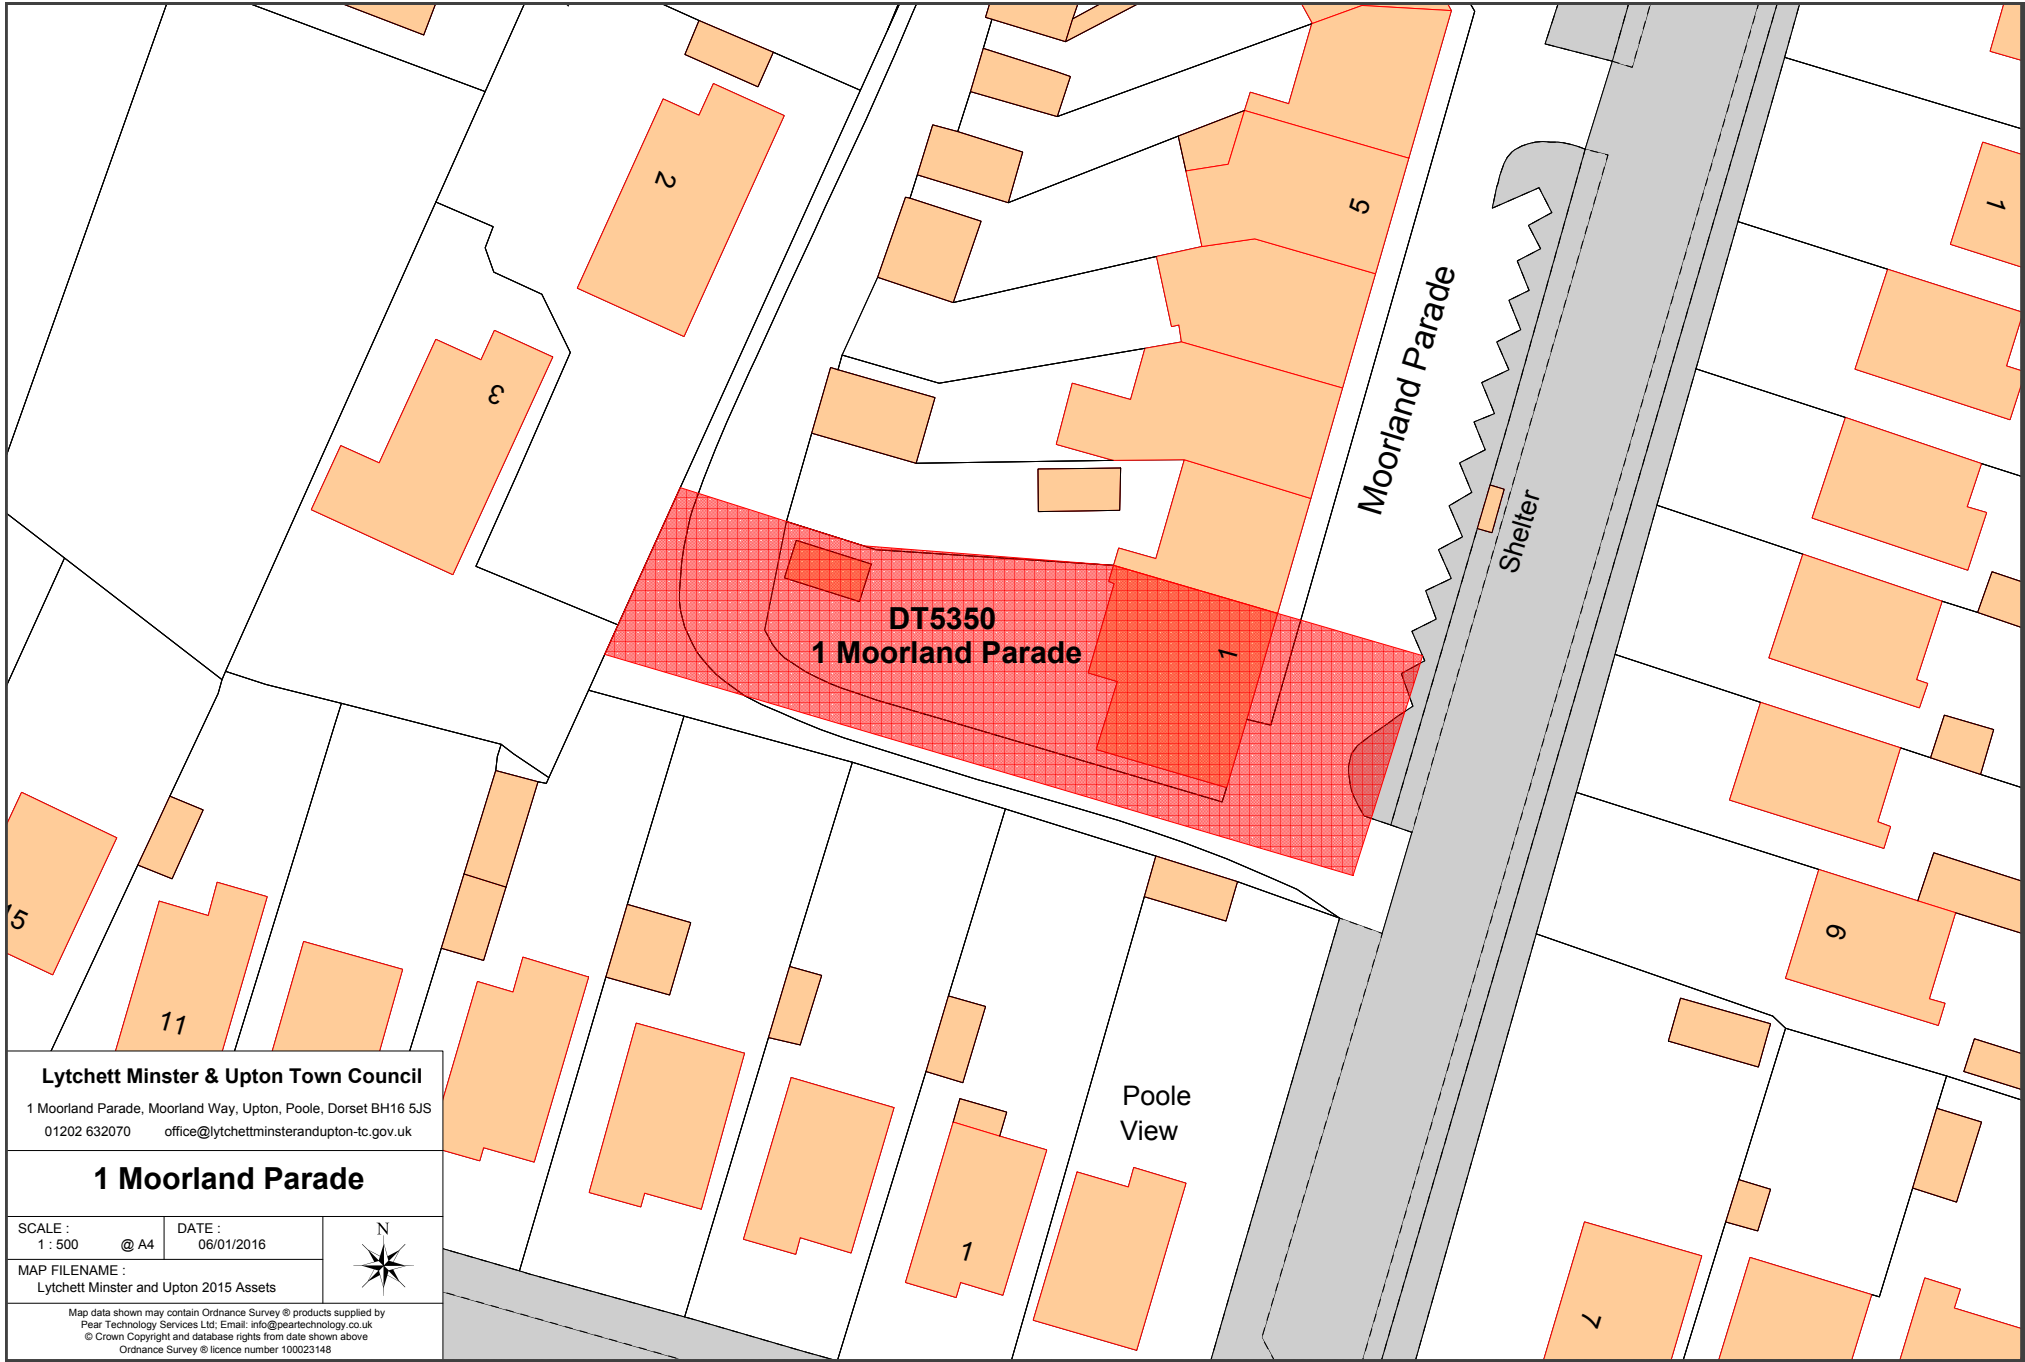 2
3
5
1
Moorland Parade
Shelter
DT5350
1 Moorland Parade
1
6
15
11
Poole
View
1
7
Lytchett Minster & Upton Town Council
1 Moorland Parade, Moorland Way, Upton, Poole, Dorset BH16 5JS
01202 632070 office@lytchettminsterandupton-tc.gov.uk
1 Moorland Parade
SCALE :
1 : 500 @ A4
DATE :
06/01/2016
N
MAP FILENAME :
Lytchett Minster and Upton 2015 Assets
Map data shown may contain Ordnance Survey ® products supplied by
Pear Technology Services Ltd; Email: info@peartechnology.co.uk
© Crown Copyright and database rights from date shown above
Ordnance Survey ® licence number 100023148